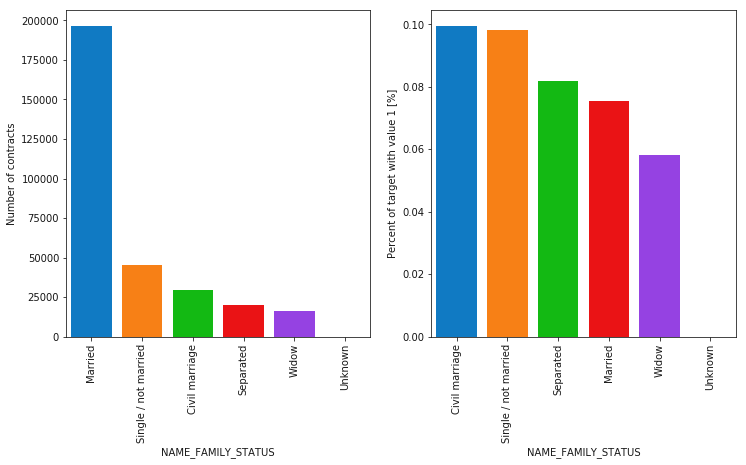 200000
175000
150000
125000
100000
75000
50000
25000
0
Number of contracts
Married
Single / not married
Civil marriage
Separated
Widow
Unknown
NAME_FAMILY_STATUS
0.10
0.08
0.06
0.04
0.02
0.00
Percent of target with value 1 [%]
Civil marriage
Single / not married
Separated
Married
Widow
Unknown
NAME_FAMILY_STATUS